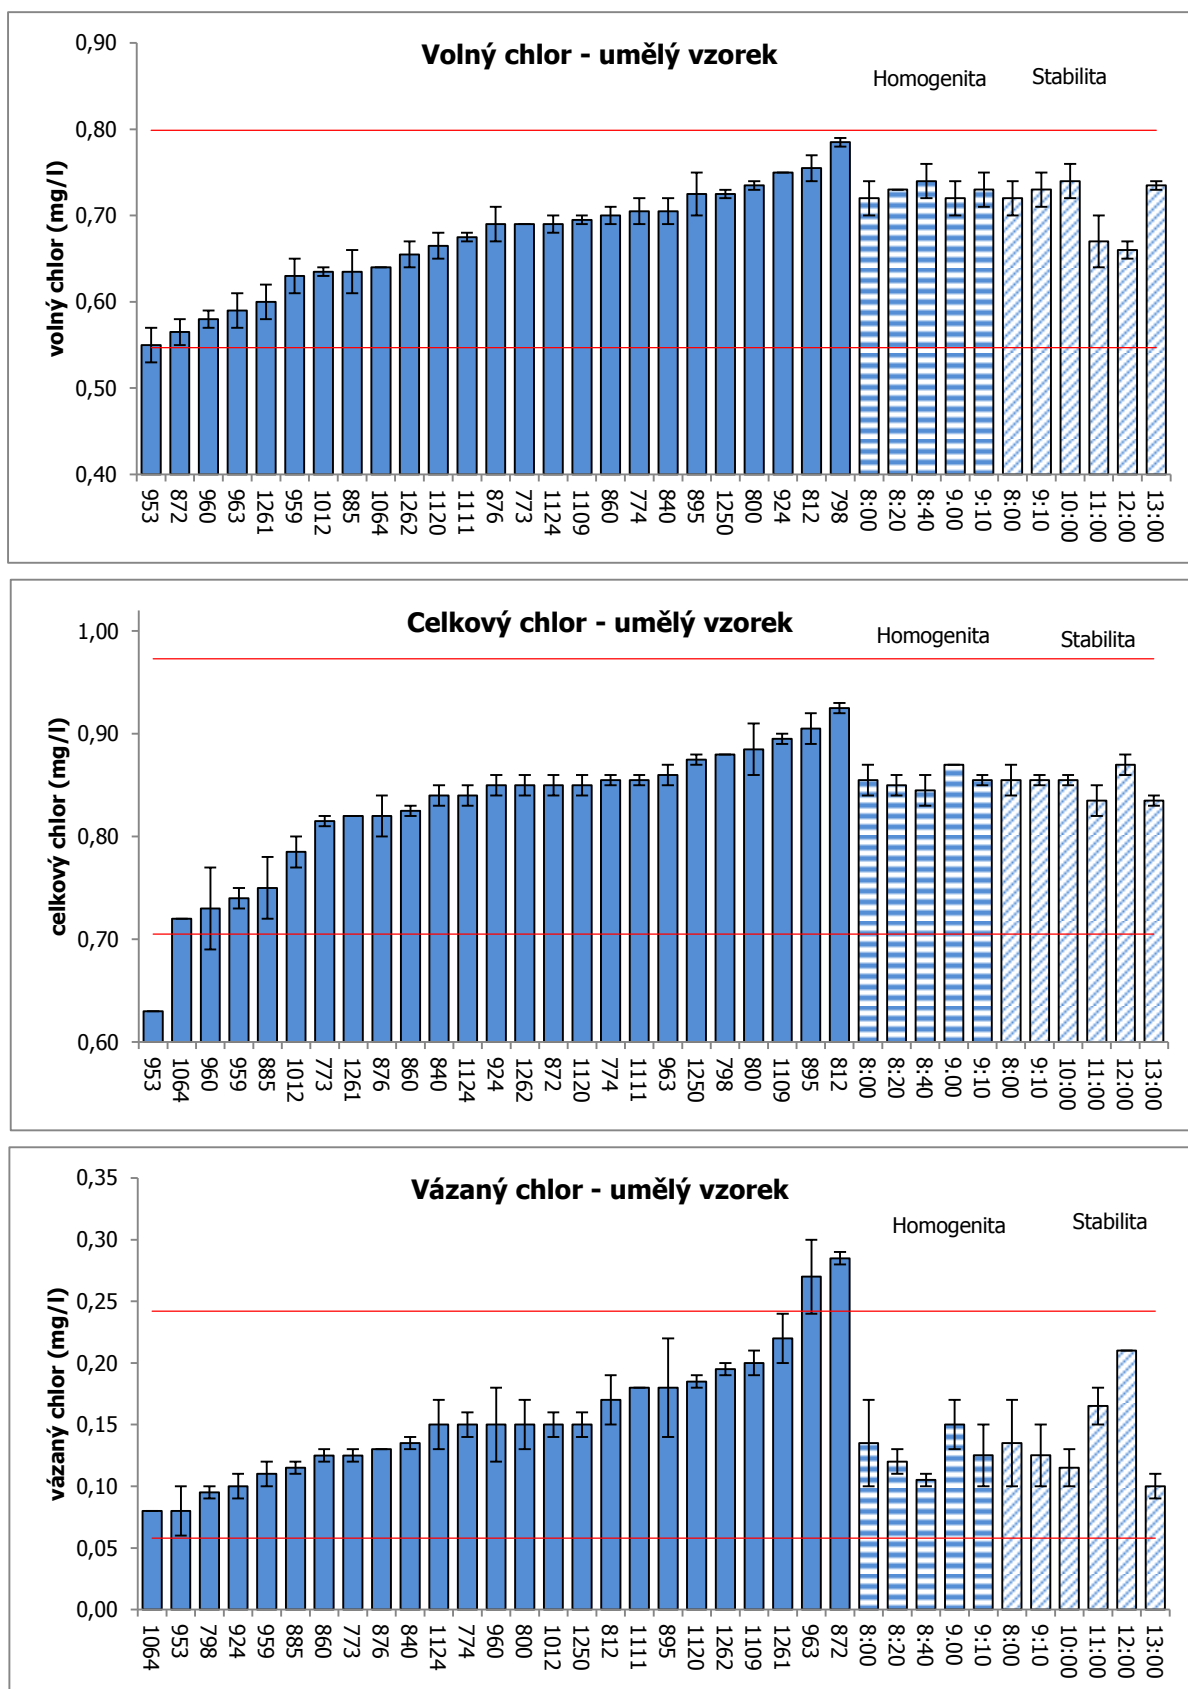 Volný chlor - umělý vzorek
Homogenita
Stabilita
volný chlor (mg/l)
0,90
0,80
0,70
0,60
0,50
0,40
953 872 960 963 1261 959 1012 885 1064 1262 1120 1111 876 773 1124 1109 860 774 840 895 1250 800 924 812 798 8:00 8:20 8:40 9.00 9:10 8:00 9:10 10:00 11:00 12:00 13:00
Celkový chlor - umělý vzorek
Homogenita
Stabilita
celkový chlor (mg/l)
1,00
0,90
0,80
0,70
0,60
953 1064 960 959 885 1012 773 1261 876 860 840 1124 924 1262 872 1120 774 1111 963 1250 798 800 1109 895 812 8:00 8:20 8:40 9.00 9:10 8:00 9:10 10:00 11:00 12:00 13:00
Vázaný chlor - umělý vzorek
Homogenita
Stabilita
vázaný chlor (mg/l)
0,35
0,30
0,25
0,20
0,15
0,10
0,05
0,00
1064 953 798 924 959 885 860 773 876 840 1124 774 960 800 1012 1250 812 1111 895 1120 1262 1109 1261 963 872 8:00 8:20 8:40 9.00 9:10 8:00 9:10 10:00 11:00 12:00 13:00